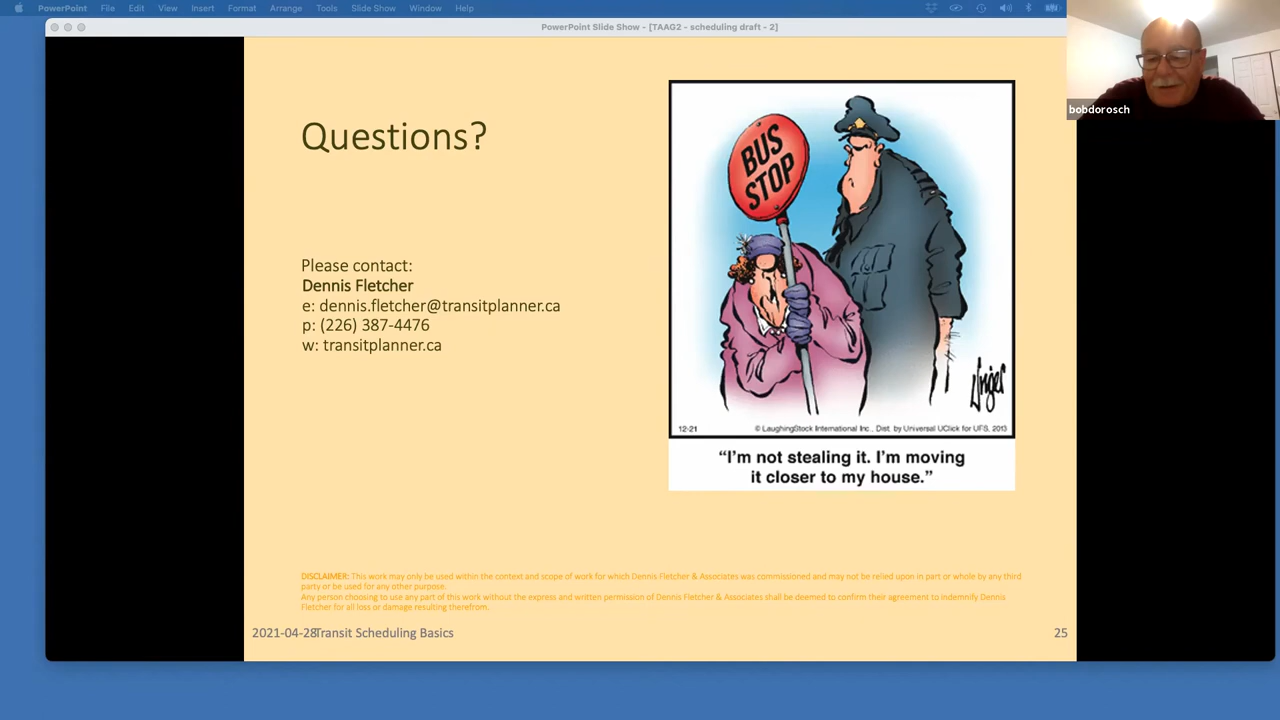 PowerPoint File Edit View Insert Format Arrange Tools Slide Show Window Help
PowerPoint Slide Show - [TAAG2 - scheduling draft - 2]
bobdorosch
Questions?
Please contact:
Dennis Fletcher
e: dennis.fletcher@transitplanner.ca
p: (226) 387-4476
w: transitplanner.ca
BUS
STOP
Unger
12-21 © LaughingStock International Inc., Dist. by Universal UClick for UFS, 2013
“I’m not stealing it. I’m moving
it closer to my house.”
DISCLAIMER: This work may only be used within the context and scope of work for which Dennis Fletcher & Associates was commissioned and may not be relied upon in part or whole by any third
party or be used for any other purpose.
Any person choosing to use any part of this work without the express and written permission of Dennis Fletcher & Associates shall be deemed to confirm their agreement to indemnify Dennis
Fletcher for all loss or damage resulting therefrom.
2021-04-28 Transit Scheduling Basics 25